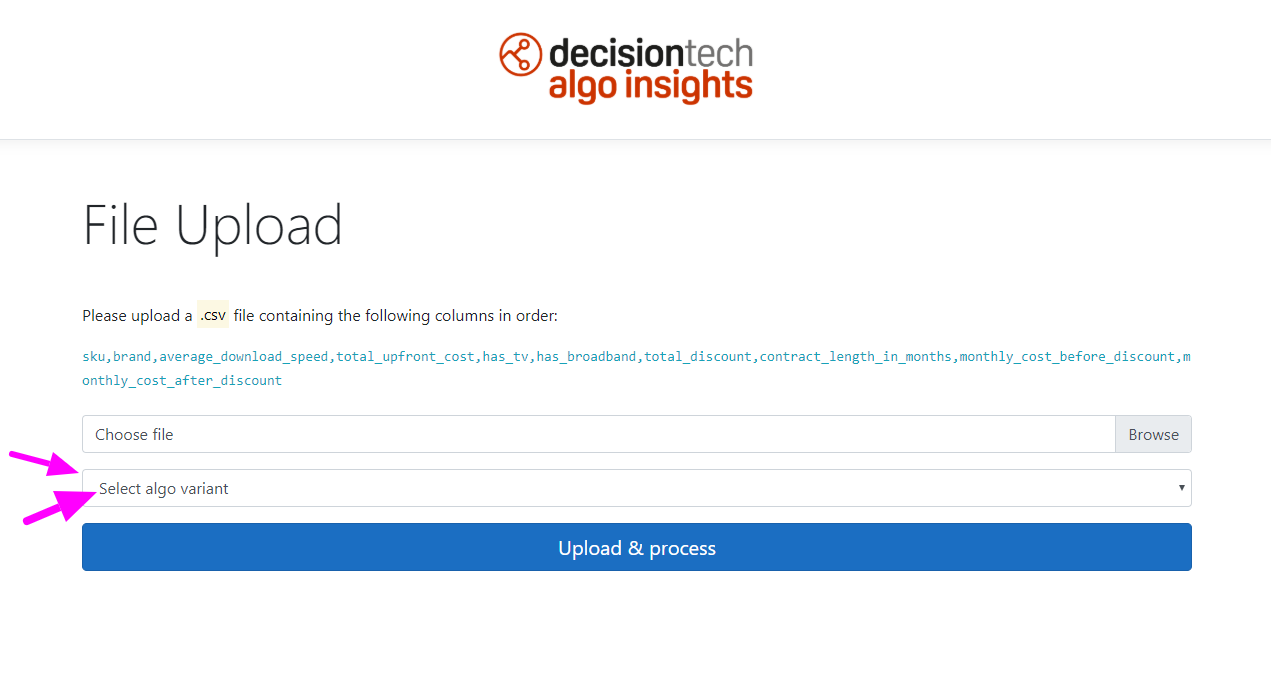 decisiontech
algo insights
File Upload
Please upload a .csv file containing the following columns in order:
sku,brand,average_download_speed,total_upfront_cost,has_tv,has_broadband,total_discount,contract_length_in_months,monthly_cost_before_discount,m
onthly_cost_after_discount
Choose file Browse
Select algo variant
Upload & process